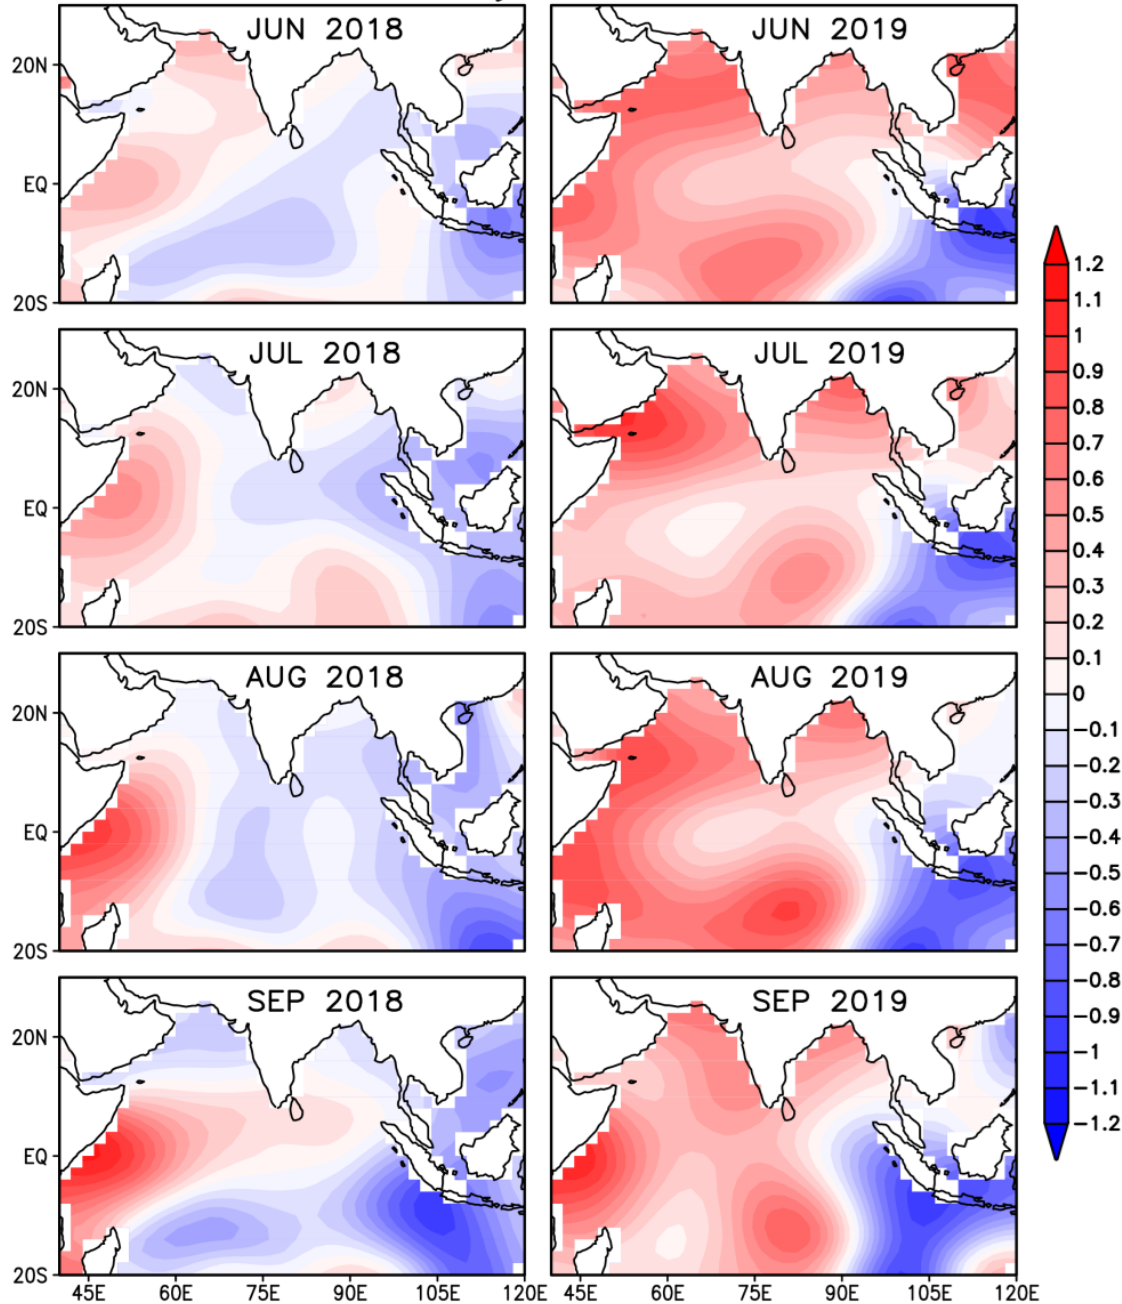 JUN 2018
JUN 2019
20N
EQ
20S
JUL 2018
JUL 2019
20N
EQ
20S
AUG 2018
AUG 2019
20N
EQ
20S
SEP 2018
SEP 2019
20N
EQ
20S
45E 60E 75E 90E 105E 120E
45E 60E 75E 90E 105E 120E
1.2
1.1
1
0.9
0.8
0.7
0.6
0.5
0.4
0.3
0.2
0.1
0
−0.1
−0.2
−0.3
−0.4
−0.5
−0.6
−0.7
−0.8
−0.9
−1
−1.1
−1.2